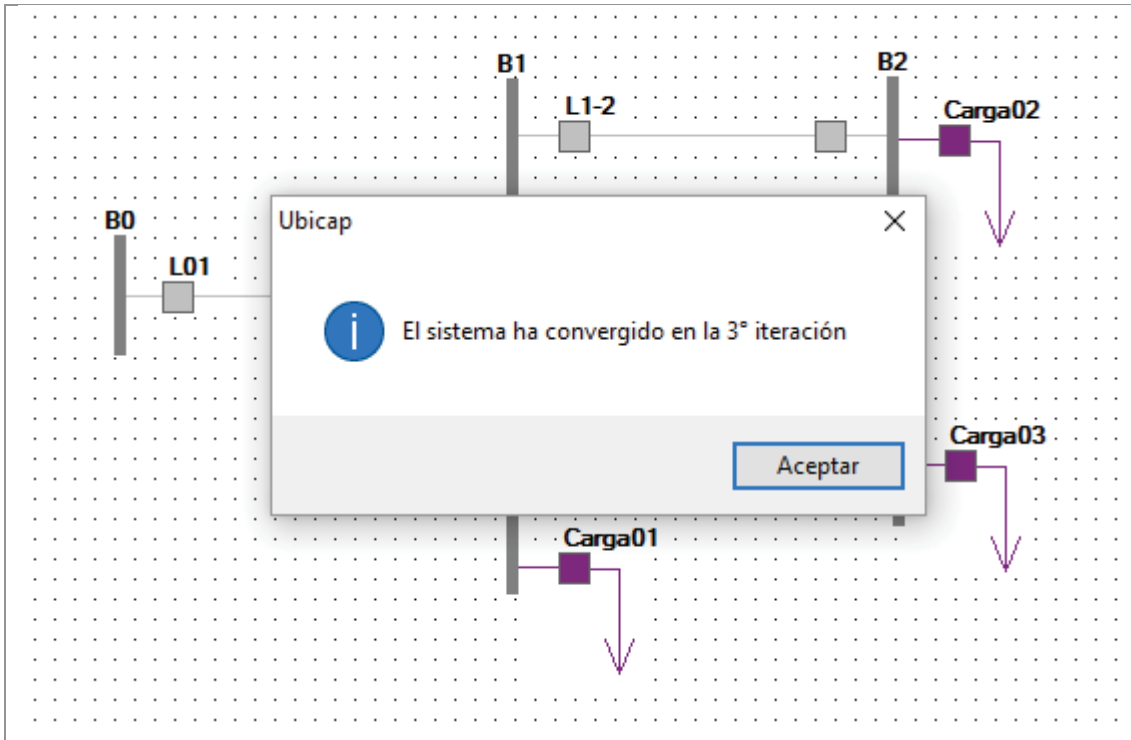 B1
B2
L1-2
Carga02
B0
Ubicap
L01
i
El sistema ha convergido en la 3° iteración
Carga03
Aceptar
Carga01